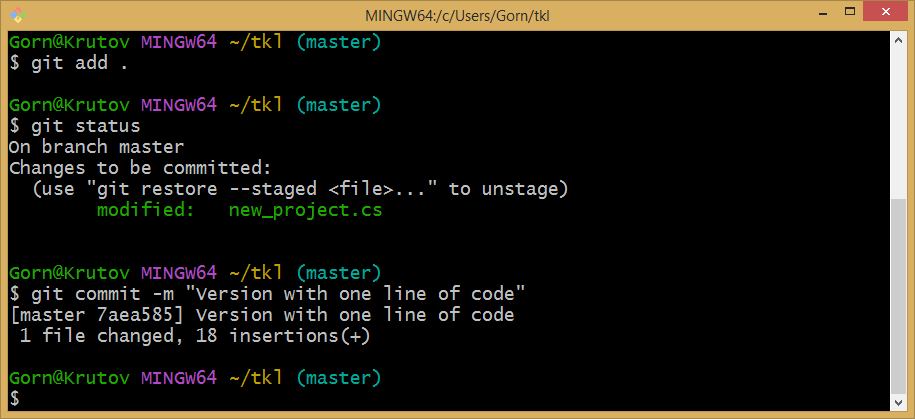 MINGW64:/c/Users/Gorn/tkl
Gorn@Krutov MINGW64 ~/tkl (master)
$ git add .
Gorn@Krutov MINGW64 ~/tkl (master)
$ git status
On branch master
Changes to be committed:
  (use "git restore --staged <file>..." to unstage)
        modified:   new_project.cs
Gorn@Krutov MINGW64 ~/tkl (master)
$ git commit -m "Version with one line of code"
[master 7aea585] Version with one line of code
 1 file changed, 18 insertions(+)
Gorn@Krutov MINGW64 ~/tkl (master)
$